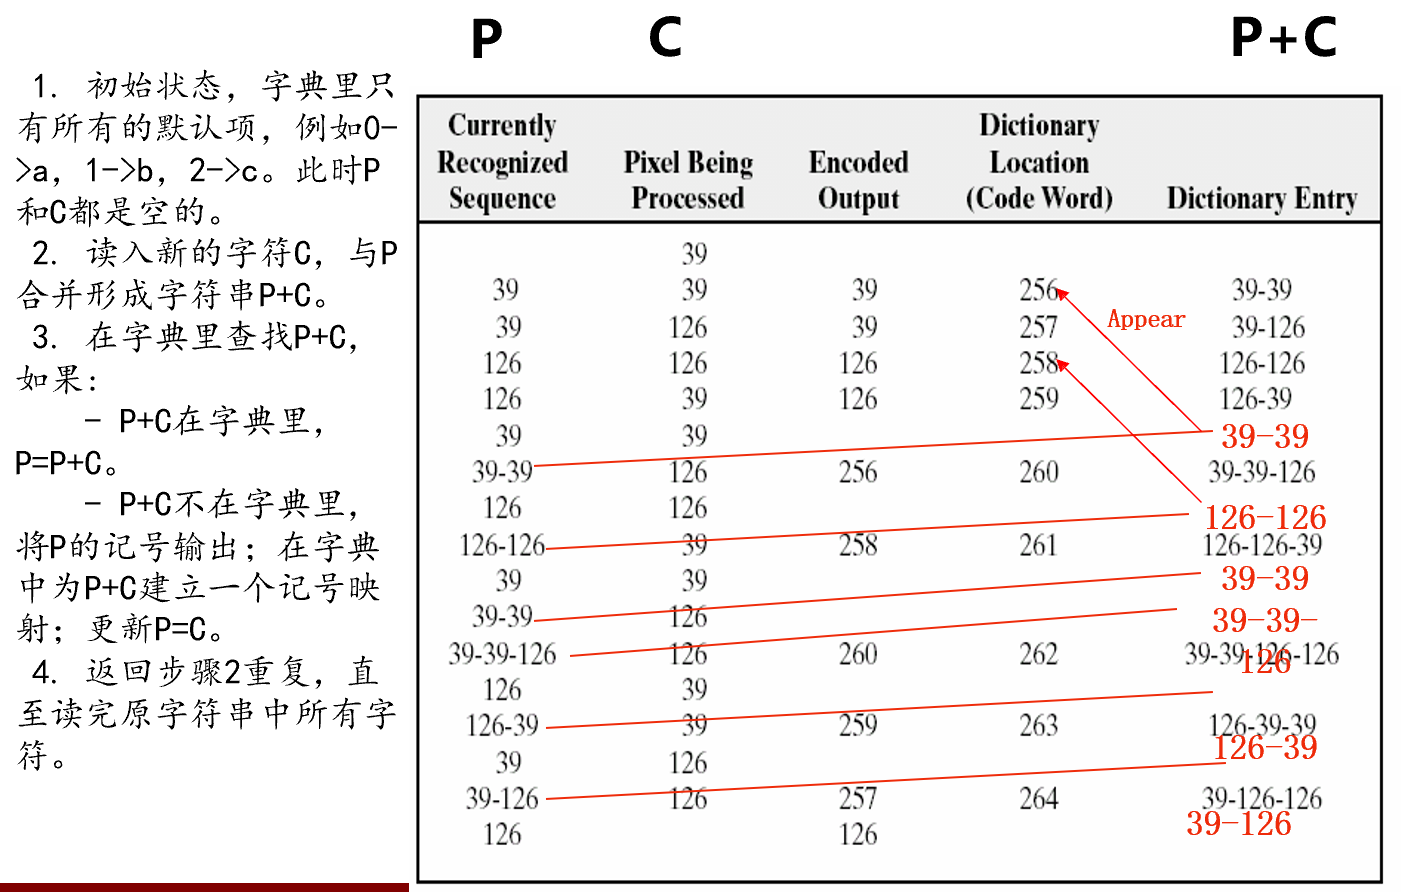 P C P+C
1. 初始状态，字典里只
有所有的默认项，例如0-
>a，1->b，2->c。此时P
和C都是空的。
2. 读入新的字符C，与P
合并形成字符串P+C。
3. 在字典里查找P+C，
如果:
- P+C在字典里，
P=P+C。
- P+C不在字典里，
将P的记号输出；在字典
中为P+C建立一个记号映
射；更新P=C。
4. 返回步骤2重复，直
至读完原字符串中所有字
符。
Currently
Recognized
Sequence
Pixel Being
Processed
Encoded
Output
Dictionary
Location
(Code Word)
Dictionary Entry
39
39 39 39 256 39-39
Appear
39 126 39 257 39-126
126 126 126 258 126-126
126 39 126 259 126-39
39 39 39-39
39-39 126 256 260 39-39-126
126 126 126-126
126-126 39 258 261 126-126-39
39 39 39-39
39-39 126 39-39-
126
39-39-126 126 260 262 39-39-126-126
126 39
126-39 39 259 263 126-39-39
126-39
39 126
39-126 126 257 264 39-126-126
39-126
126 126